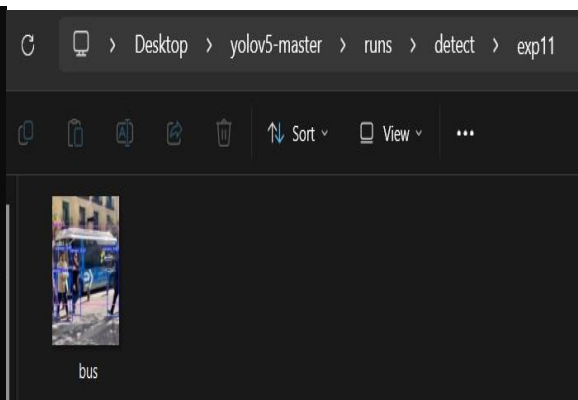 Desktop > yolov5-master > runs > detect > exp11
Sort View ...
bus